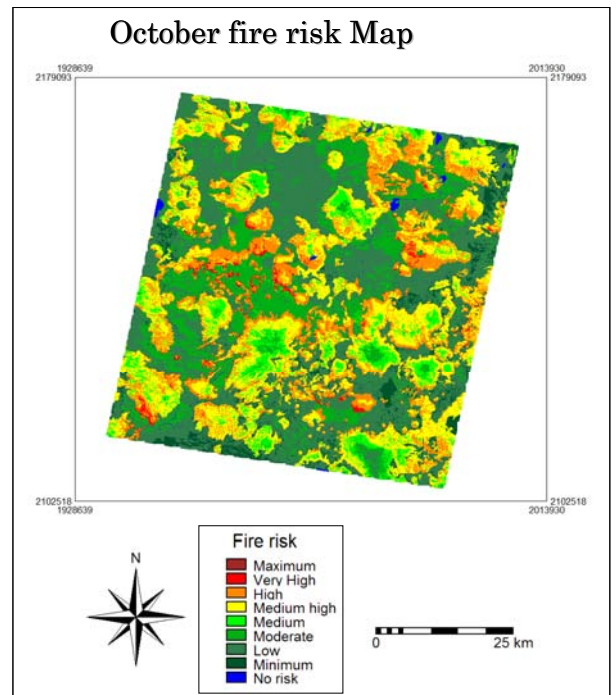 October fire risk Map
1928639 2013930
2179093 2179093
2102518 2102518
1928639 2013930
N
Fire risk
Maximum
Very High
High
Medium high
Medium
Moderate
Low
Minimum
No risk
0 25 km